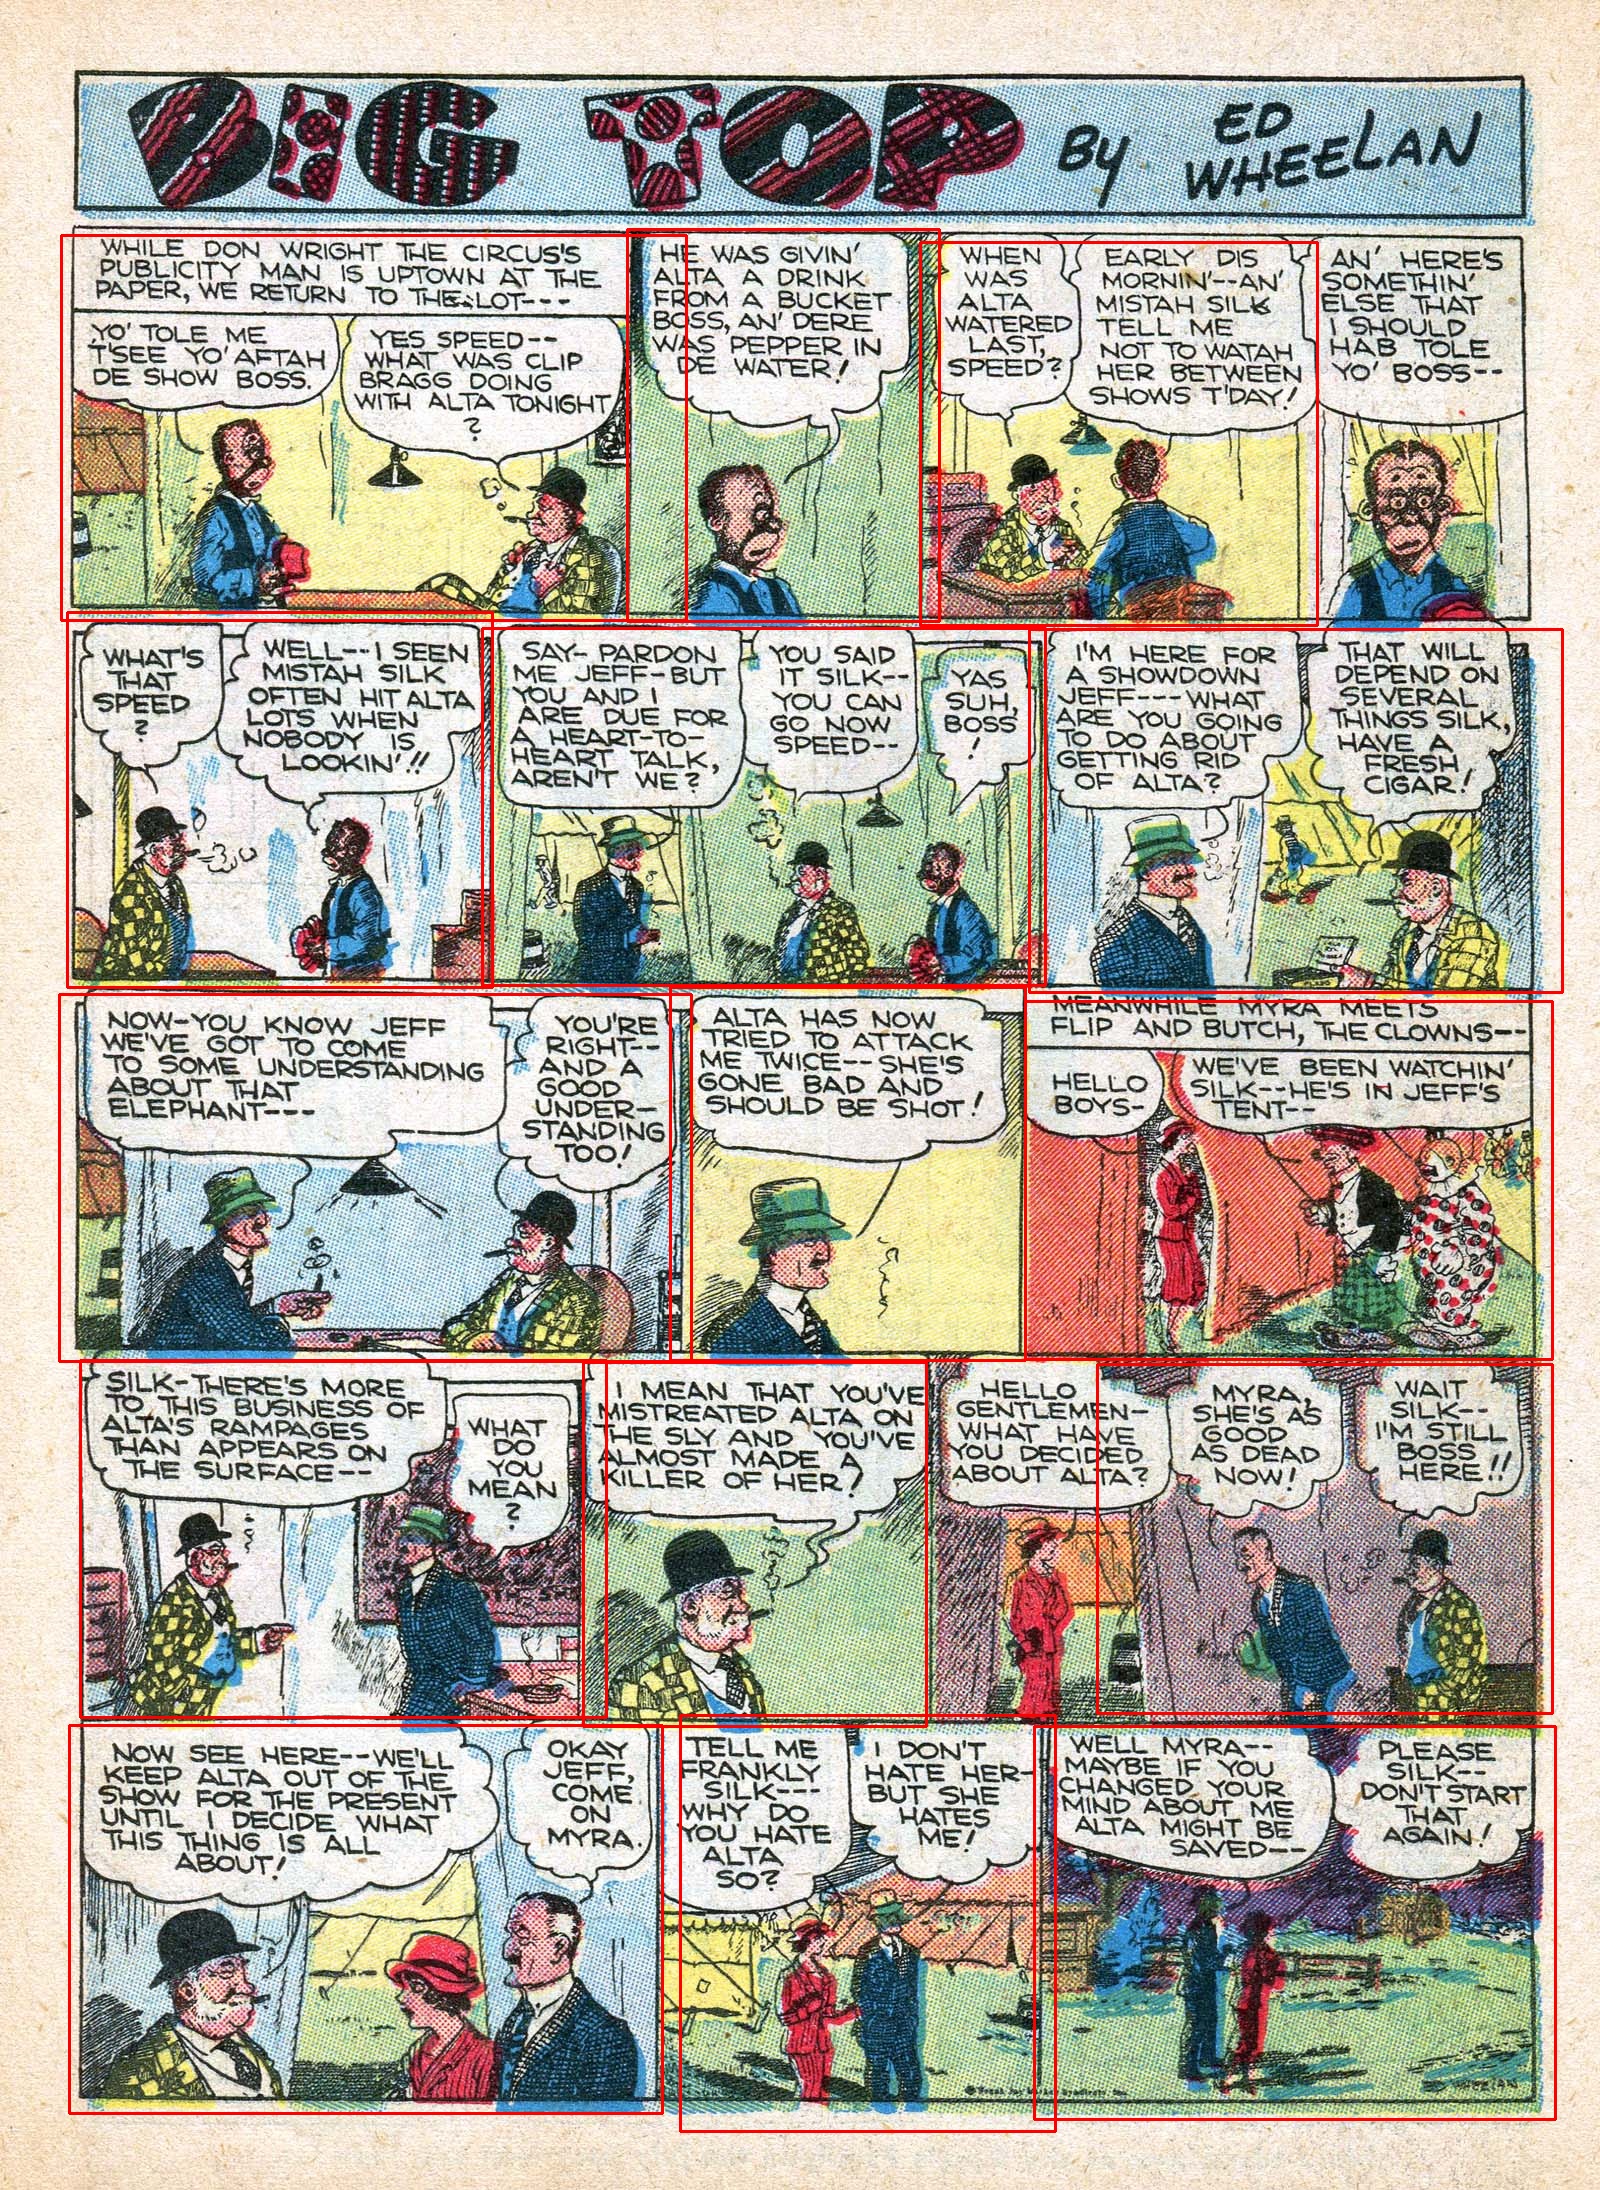 BIG TOP BY ED WHEELAN
WHILE DON WRIGHT THE CIRCUS'S
PUBLICITY MAN IS UPTOWN AT THE
PAPER, WE RETURN TO THE LOT---
YO' TOLE ME
T'SEE YO' AFTAH
DE SHOW BOSS.
YES SPEED--
WHAT WAS CLIP
BRAGG DOING
WITH ALTA TONIGHT
?
HE WAS GIVIN'
ALTA A DRINK
FROM A BUCKET
BOSS, AN' DERE
WAS PEPPER IN
DE WATER!
WHEN
WAS
ALTA
WATERED
LAST,
SPEED?
EARLY DIS
MORNIN'--AN'
MISTAH SILK
TELL ME
NOT TO WATAH
HER BETWEEN
SHOWS T'DAY!
AN' HERE'S
SOMETHIN'
ELSE THAT
I SHOULD
HAB TOLE
YO' BOSS--
WHAT'S
THAT
SPEED
?
WELL--I SEEN
MISTAH SILK
OFTEN HIT ALTA
LOTS WHEN
NOBODY IS
LOOKIN'!!
SAY- PARDON
ME JEFF-BUT
YOU AND I
ARE DUE FOR
A HEART-TO-
HEART TALK,
AREN'T WE?
YOU SAID
IT SILK--
YOU CAN
GO NOW
SPEED--
YAS
SUH,
BOSS
!
I'M HERE FOR
A SHOWDOWN
JEFF---WHAT
ARE YOU GOING
TO DO ABOUT
GETTING RID
OF ALTA?
THAT WILL
DEPEND ON
SEVERAL
THINGS SILK,
HAVE A
FRESH
CIGAR!
NOW-YOU KNOW JEFF
WE'VE GOT TO COME
TO SOME UNDERSTANDING
ABOUT THAT
ELEPHANT---
YOU'RE
RIGHT--
AND A
GOOD
UNDER-
STANDING
TOO!
ALTA HAS NOW
TRIED TO ATTACK
ME TWICE--SHE'S
GONE BAD AND
SHOULD BE SHOT!
MEANWHILE MYRA MEETS
FLIP AND BUTCH, THE CLOWNS--
HELLO
BOYS-
WE'VE BEEN WATCHIN'
SILK--HE'S IN JEFF'S
TENT--
SILK-THERE'S MORE
TO THIS BUSINESS OF
ALTA'S RAMPAGES
THAN APPEARS ON
THE SURFACE--
WHAT
DO
YOU
MEAN
?
I MEAN THAT YOU'VE
MISTREATED ALTA ON
THE SLY AND YOU'VE
ALMOST MADE A
KILLER OF HER?
HELLO
GENTLEMEN-
WHAT HAVE
YOU DECIDED
ABOUT ALTA?
MYRA,
SHE'S AS
GOOD
AS DEAD
NOW!
WAIT
SILK--
I'M STILL
BOSS
HERE!!
NOW SEE HERE--WE'LL
KEEP ALTA OUT OF THE
SHOW FOR THE PRESENT
UNTIL I DECIDE WHAT
THIS THING IS ALL
ABOUT!
OKAY
JEFF,
COME
ON
MYRA.
TELL ME
FRANKLY
SILK---
WHY DO
YOU HATE
ALTA
SO?
I DON'T
HATE HER-
BUT SHE
HATES
ME!
WELL MYRA--
MAYBE IF YOU
CHANGED YOUR
MIND ABOUT ME
ALTA MIGHT BE
SAVED--
PLEASE
SILK--
DON'T START
THAT
AGAIN!
ED WHEELAN